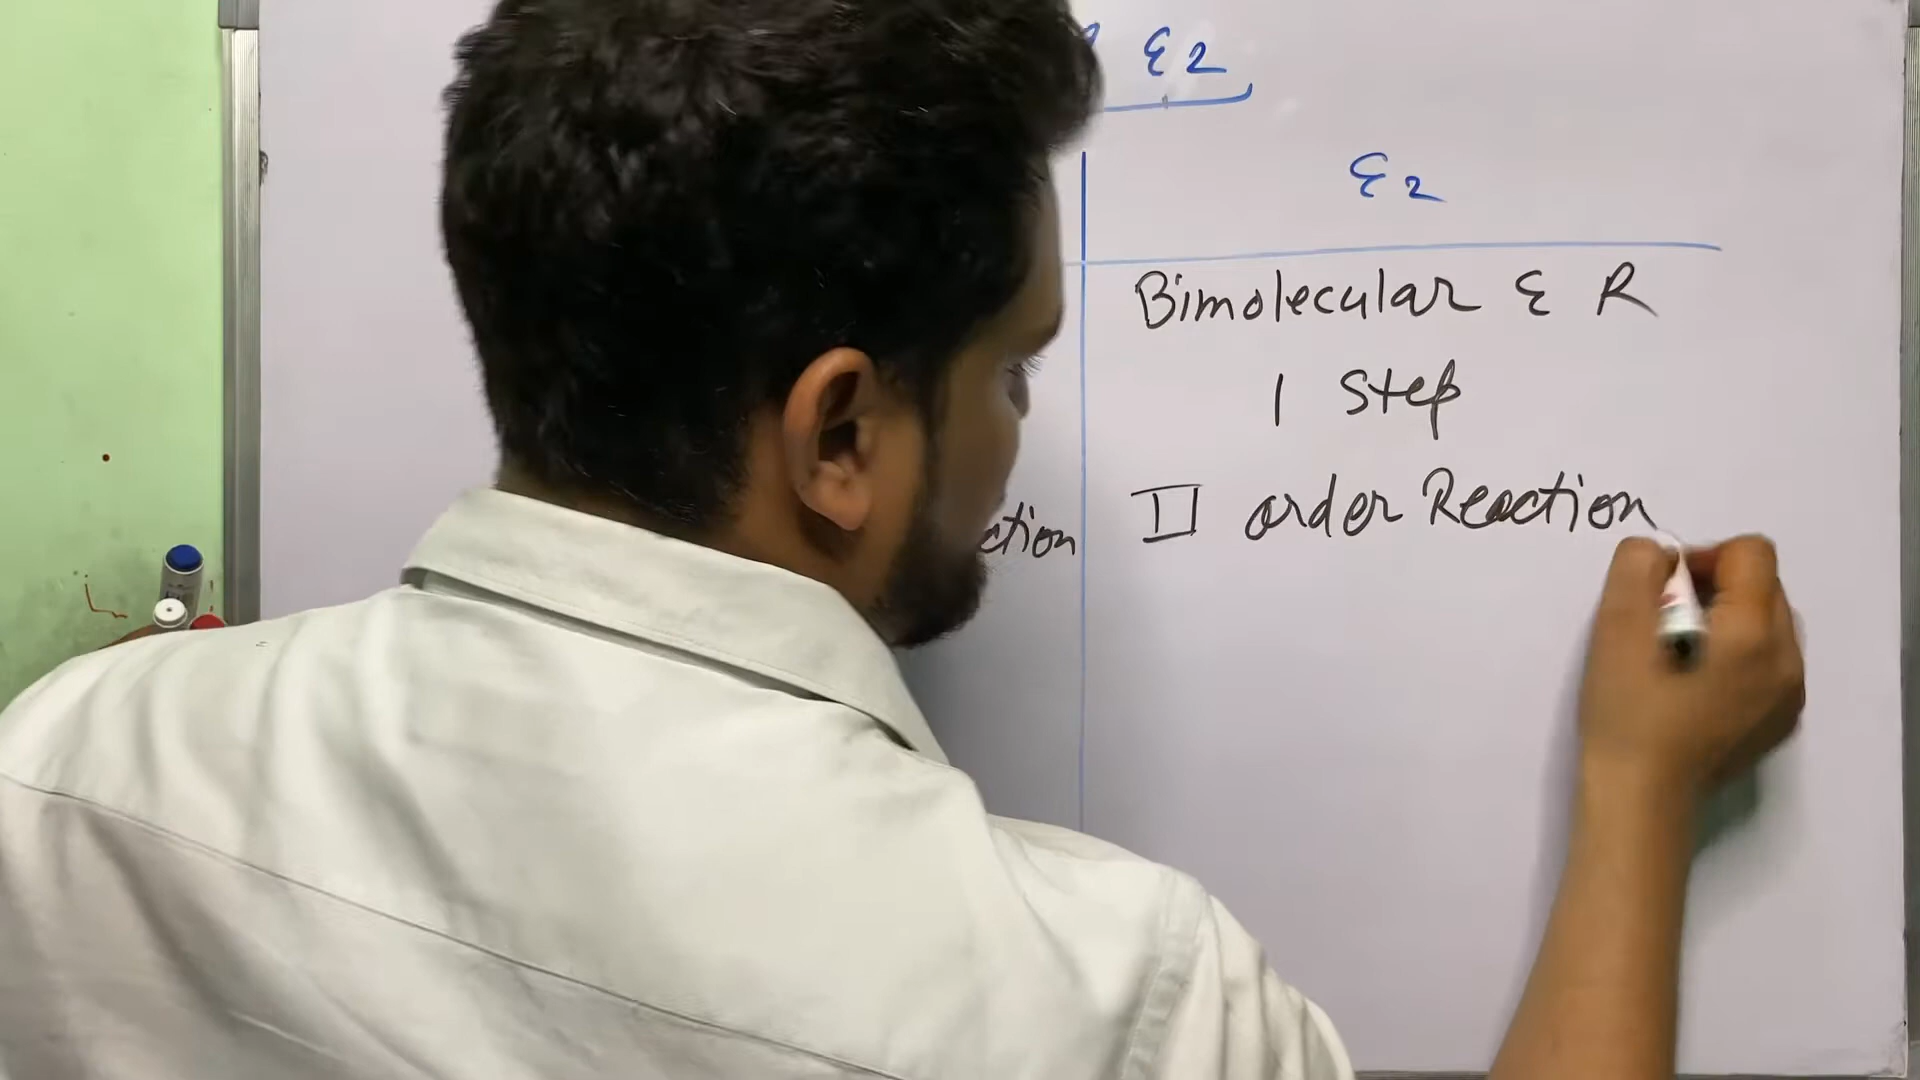 E2
E2
Bimolecular E R
1 Step
II order Reaction
ction